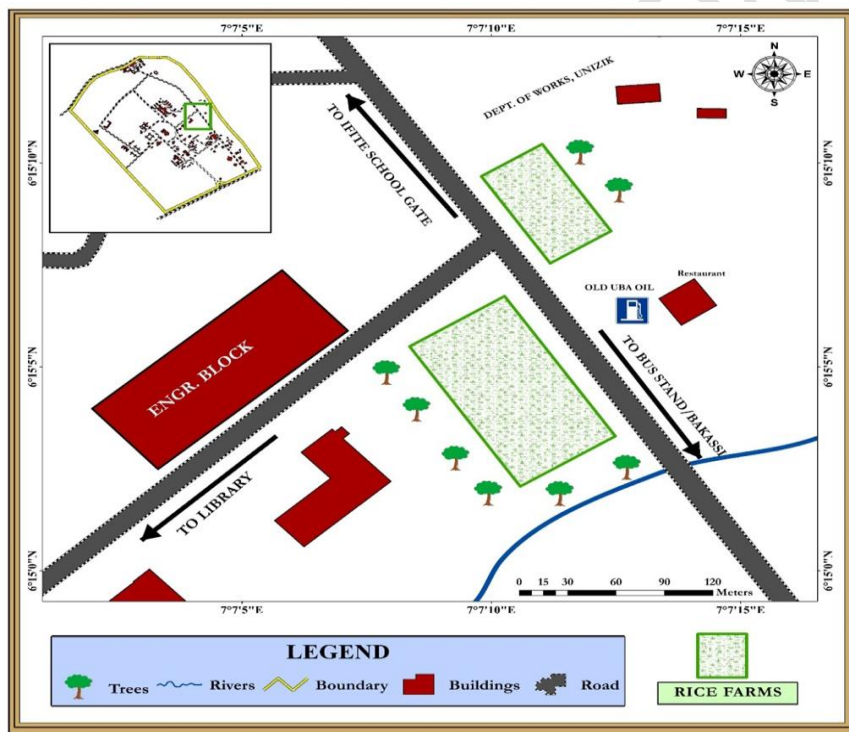 7°7'5"E
7°7'10"E
7°7'15"E
N
W
E
S
DEPT. OF WORKS, UNIZIK
TO IFITE SCHOOL GATE
6°15'10"N
6°15'10"N
Restaurant
OLD UBA OIL
ENGR. BLOCK
TO BUS STAND/BAKASSI
6°15'5"N
6°15'5"N
TO LIBRARY
6°15'0"N
6°15'0"N
0 15 30 60 90 120
Meters
7°7'5"E
7°7'10"E
7°7'15"E
LEGEND
Trees
Rivers
Boundary
Buildings
Road
RICE FARMS